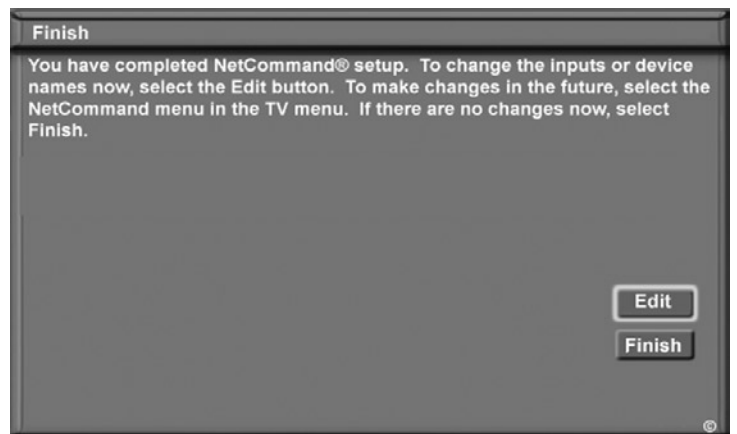 Finish
You have completed NetCommand® setup.  To change the inputs or device
names now, select the Edit button.  To make changes in the future, select the
NetCommand menu in the TV menu.  If there are no changes now, select
Finish.
Edit
Finish
©